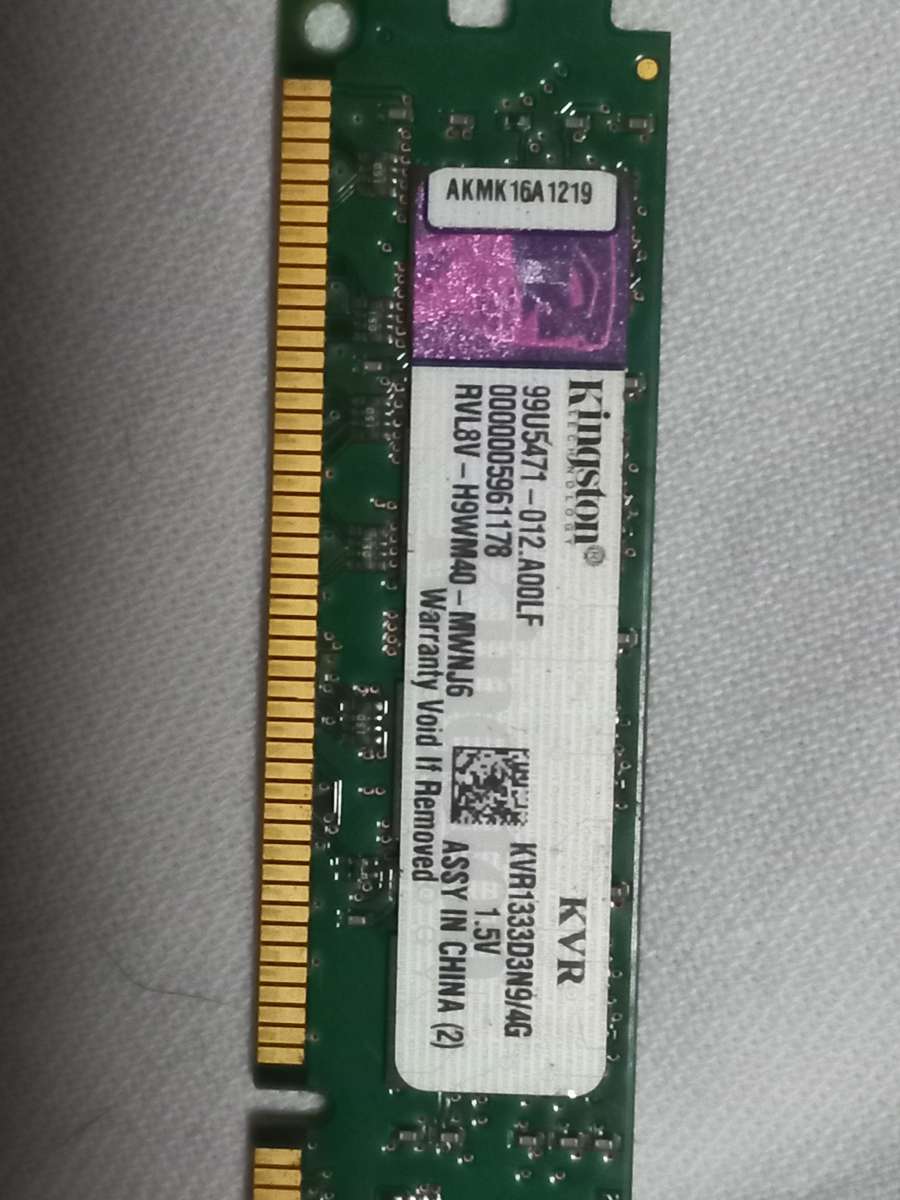 AKMK16A1219
Kingston®
TECHNOLOGY
99U5471-012.A00LF
0000005961178
RVL8V-H9WM40-MWNJ6
Warranty Void If Removed
KVR
KVR1333D3N9/4G
1.5V
ASSY IN CHINA (2)